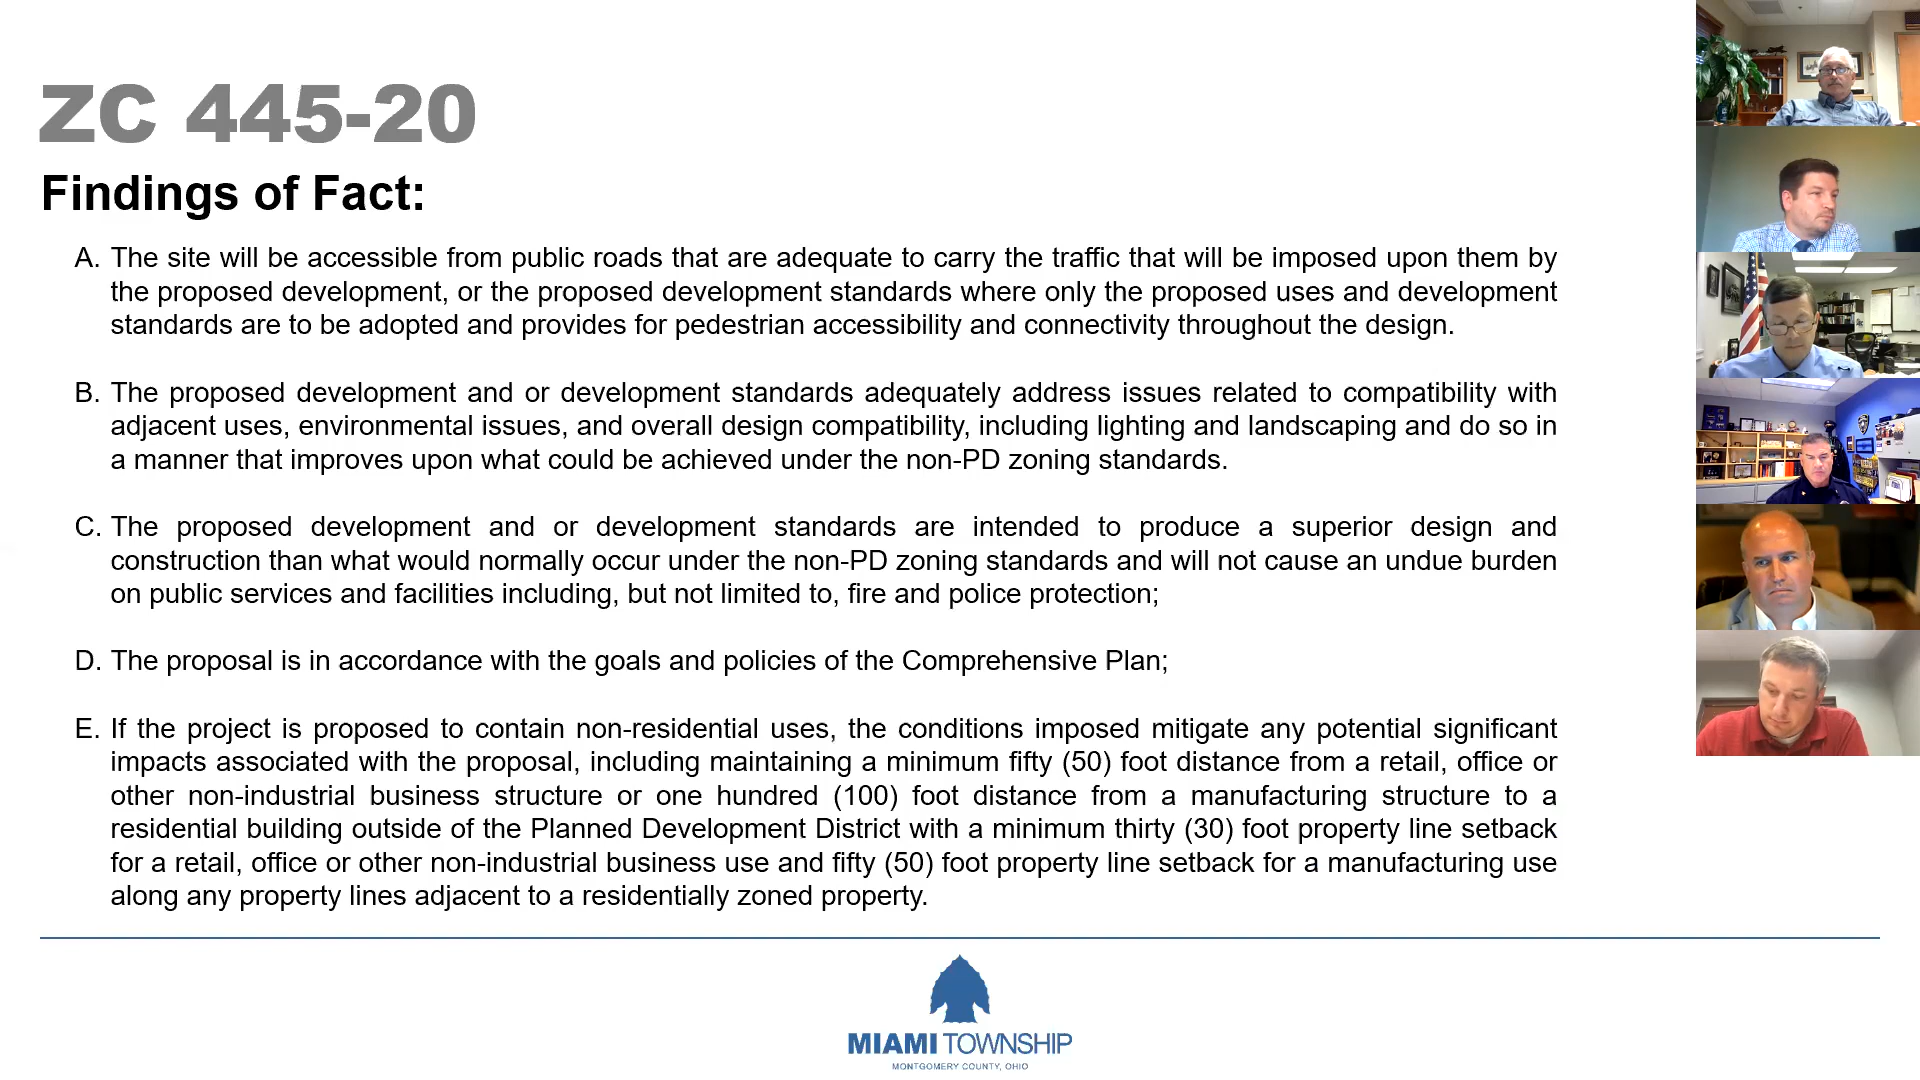 ZC 445-20
Findings of Fact:
A. The site will be accessible from public roads that are adequate to carry the traffic that will be imposed upon them by
the proposed development, or the proposed development standards where only the proposed uses and development
standards are to be adopted and provides for pedestrian accessibility and connectivity throughout the design.
B. The proposed development and or development standards adequately address issues related to compatibility with
adjacent uses, environmental issues, and overall design compatibility, including lighting and landscaping and do so in
a manner that improves upon what could be achieved under the non-PD zoning standards.
C. The proposed development and or development standards are intended to produce a superior design and
construction than what would normally occur under the non-PD zoning standards and will not cause an undue burden
on public services and facilities including, but not limited to, fire and police protection;
D. The proposal is in accordance with the goals and policies of the Comprehensive Plan;
E. If the project is proposed to contain non-residential uses, the conditions imposed mitigate any potential significant
impacts associated with the proposal, including maintaining a minimum fifty (50) foot distance from a retail, office or
other non-industrial business structure or one hundred (100) foot distance from a manufacturing structure to a
residential building outside of the Planned Development District with a minimum thirty (30) foot property line setback
for a retail, office or other non-industrial business use and fifty (50) foot property line setback for a manufacturing use
along any property lines adjacent to a residentially zoned property.
MIAMI TOWNSHIP
MONTGOMERY COUNTY, OHIO